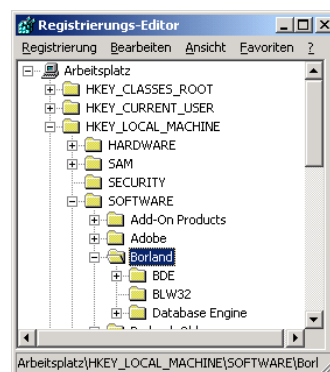 Registrierungs-Editor
Registrierung Bearbeiten Ansicht Favoriten ?
Arbeitsplatz
HKEY_CLASSES_ROOT
HKEY_CURRENT_USER
HKEY_LOCAL_MACHINE
HARDWARE
SAM
SECURITY
SOFTWARE
Add-On Products
Adobe
Borland
BDE
BLW32
Database Engine
Arbeitsplatz\HKEY_LOCAL_MACHINE\SOFTWARE\Borl